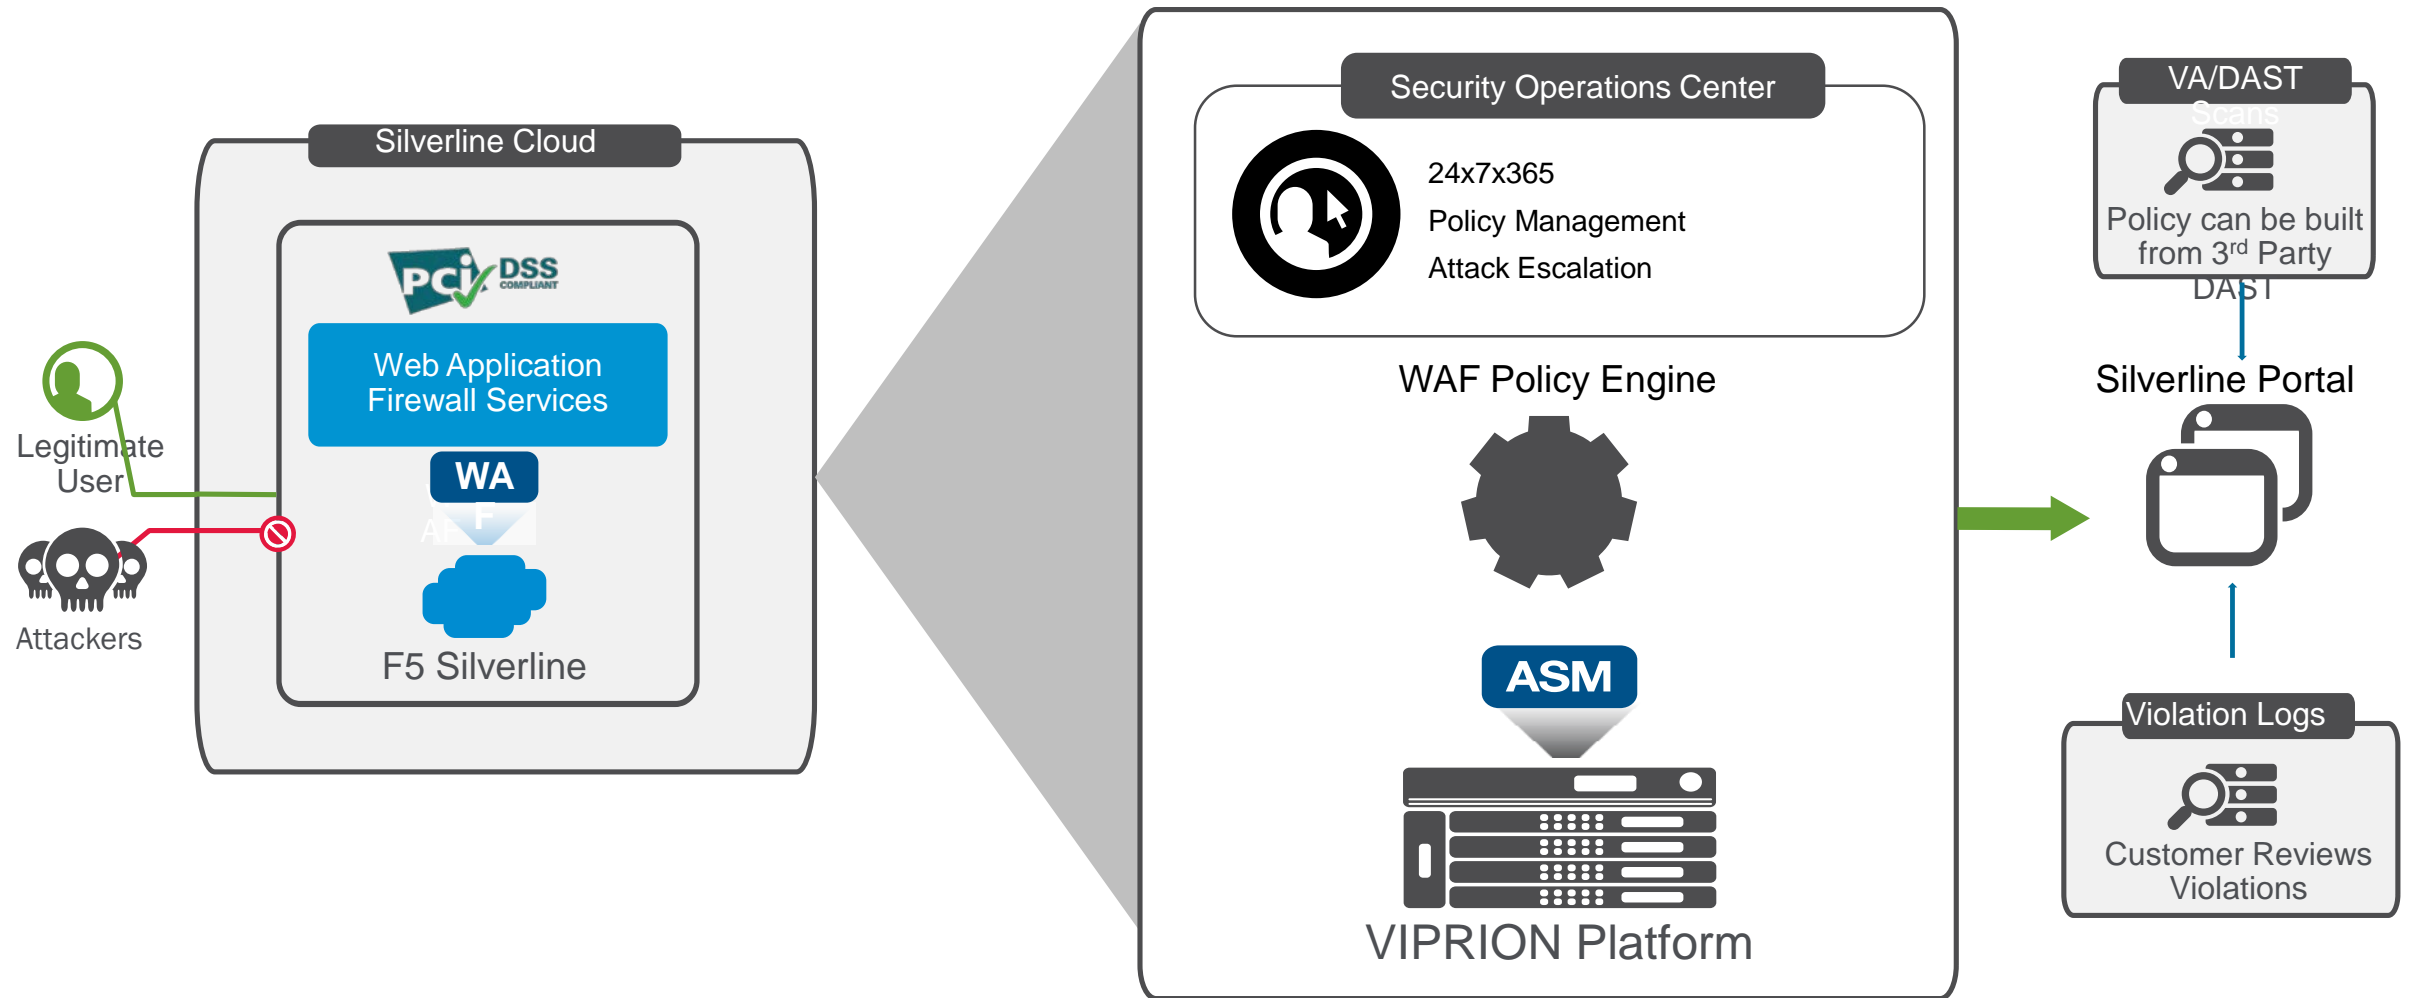 Silverline Cloud
PCi DSS
COMPLIANT
Web Application
Firewall Services
WA
F
F5 Silverline
Legitimate
User
Attackers
Security Operations Center
24x7x365
Policy Management
Attack Escalation
WAF Policy Engine
ASM
VIPRION Platform
VA/DAST
Scans
Policy can be built
from 3rd Party
DAST
Silverline Portal
Violation Logs
Customer Reviews
Violations